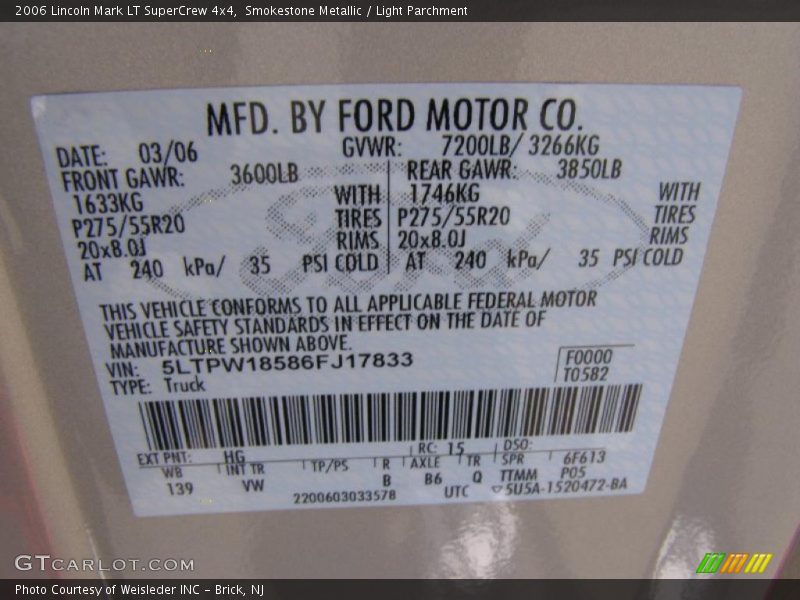 2006 Lincoln Mark LT SuperCrew 4x4, Smokestone Metallic / Light Parchment
MFD. BY FORD MOTOR CO.
DATE: 03/06 GVWR: 7200LB/ 3266KG
FRONT GAWR: 3600LB REAR GAWR: 3850LB
1633KG WITH 1746KG WITH
P275/55R20 TIRES P275/55R20 TIRES
20x8.0J RIMS 20x8.0J RIMS
AT 240 kPa/ 35 PSI COLD AT 240 kPa/ 35 PSI COLD
THIS VEHICLE CONFORMS TO ALL APPLICABLE FEDERAL MOTOR
VEHICLE SAFETY STANDARDS IN EFFECT ON THE DATE OF
MANUFACTURE SHOWN ABOVE.
VIN: 5LTPW18586FJ17833 F0000
TYPE: Truck T0582
EXT PNT: HG RC: 15 DSO:
WB INT TR TP/PS R AXLE TR SPR 6F613
139 VW B B6 Q TTMM P05
2200603033578 UTC 5U5A-1520472-BA
GTCARLOT.COM
Photo Courtesy of Weisleder INC – Brick, NJ